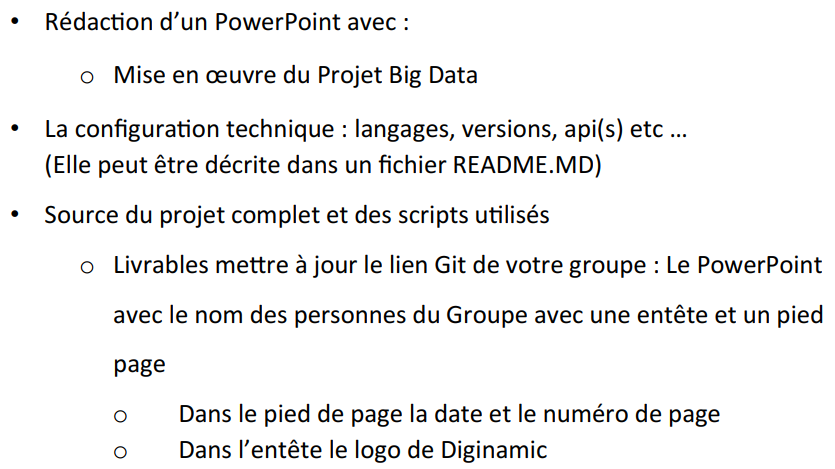 • Rédaction d’un PowerPoint avec :
o Mise en œuvre du Projet Big Data
• La configuration technique : langages, versions, api(s) etc …
(Elle peut être décrite dans un fichier README.MD)
• Source du projet complet et des scripts utilisés
o Livrables mettre à jour le lien Git de votre groupe : Le PowerPoint
avec le nom des personnes du Groupe avec une entête et un pied
page
o Dans le pied de page la date et le numéro de page
o Dans l’entête le logo de Diginamic